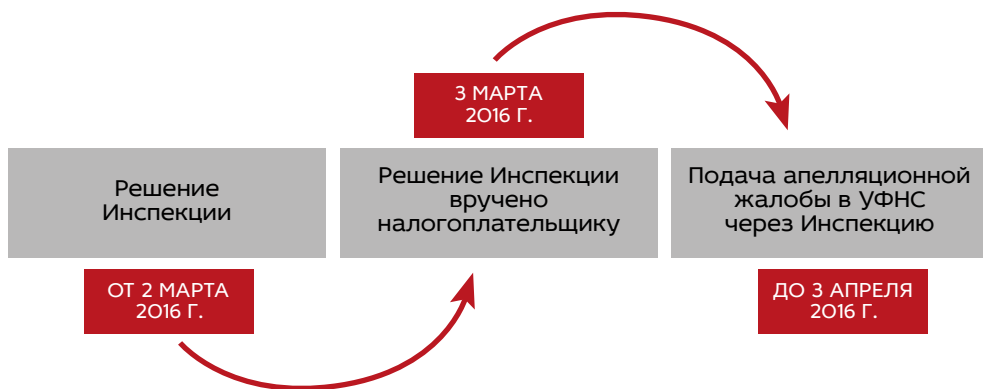 3 МАРТА
2016 Г.
Решение
Инспекции
Решение Инспекции
вручено
налогоплательщику
Подача апелляционной
жалобы в УФНС
через Инспекцию
ОТ 2 МАРТА
2016 Г.
ДО 3 АПРЕЛЯ
2016 Г.